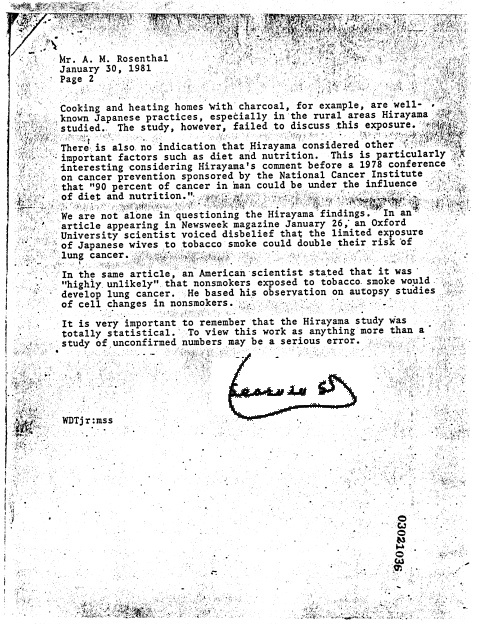 Mr. A. M. Rosenthal
January 30, 1981
Page 2
Cooking and heating homes with charcoal, for example, are well-
known Japanese practices, especially in the rural areas Hirayama
studied. The study, however, failed to discuss this exposure.
There is also no indication that Hirayama considered other
important factors such as diet and nutrition. This is particularly
interesting considering Hirayama's comment before a 1978 conference
on cancer prevention sponsored by the National Cancer Institute
that "90 percent of cancer in man could be under the influence
of diet and nutrition."
We are not alone in questioning the Hirayama findings. In an
article appearing in Newsweek magazine January 26, an Oxford
University scientist voiced disbelief that the limited exposure
of Japanese wives to tobacco smoke could double their risk of
lung cancer.
In the same article, an American scientist stated that it was
"highly unlikely" that nonsmokers exposed to tobacco smoke would
develop lung cancer. He based his observation on autopsy studies
of cell changes in nonsmokers.
It is very important to remember that the Hirayama study was
totally statistical. To view this work as anything more than a
study of unconfirmed numbers may be a serious error.
WDTjr:mss
03021036